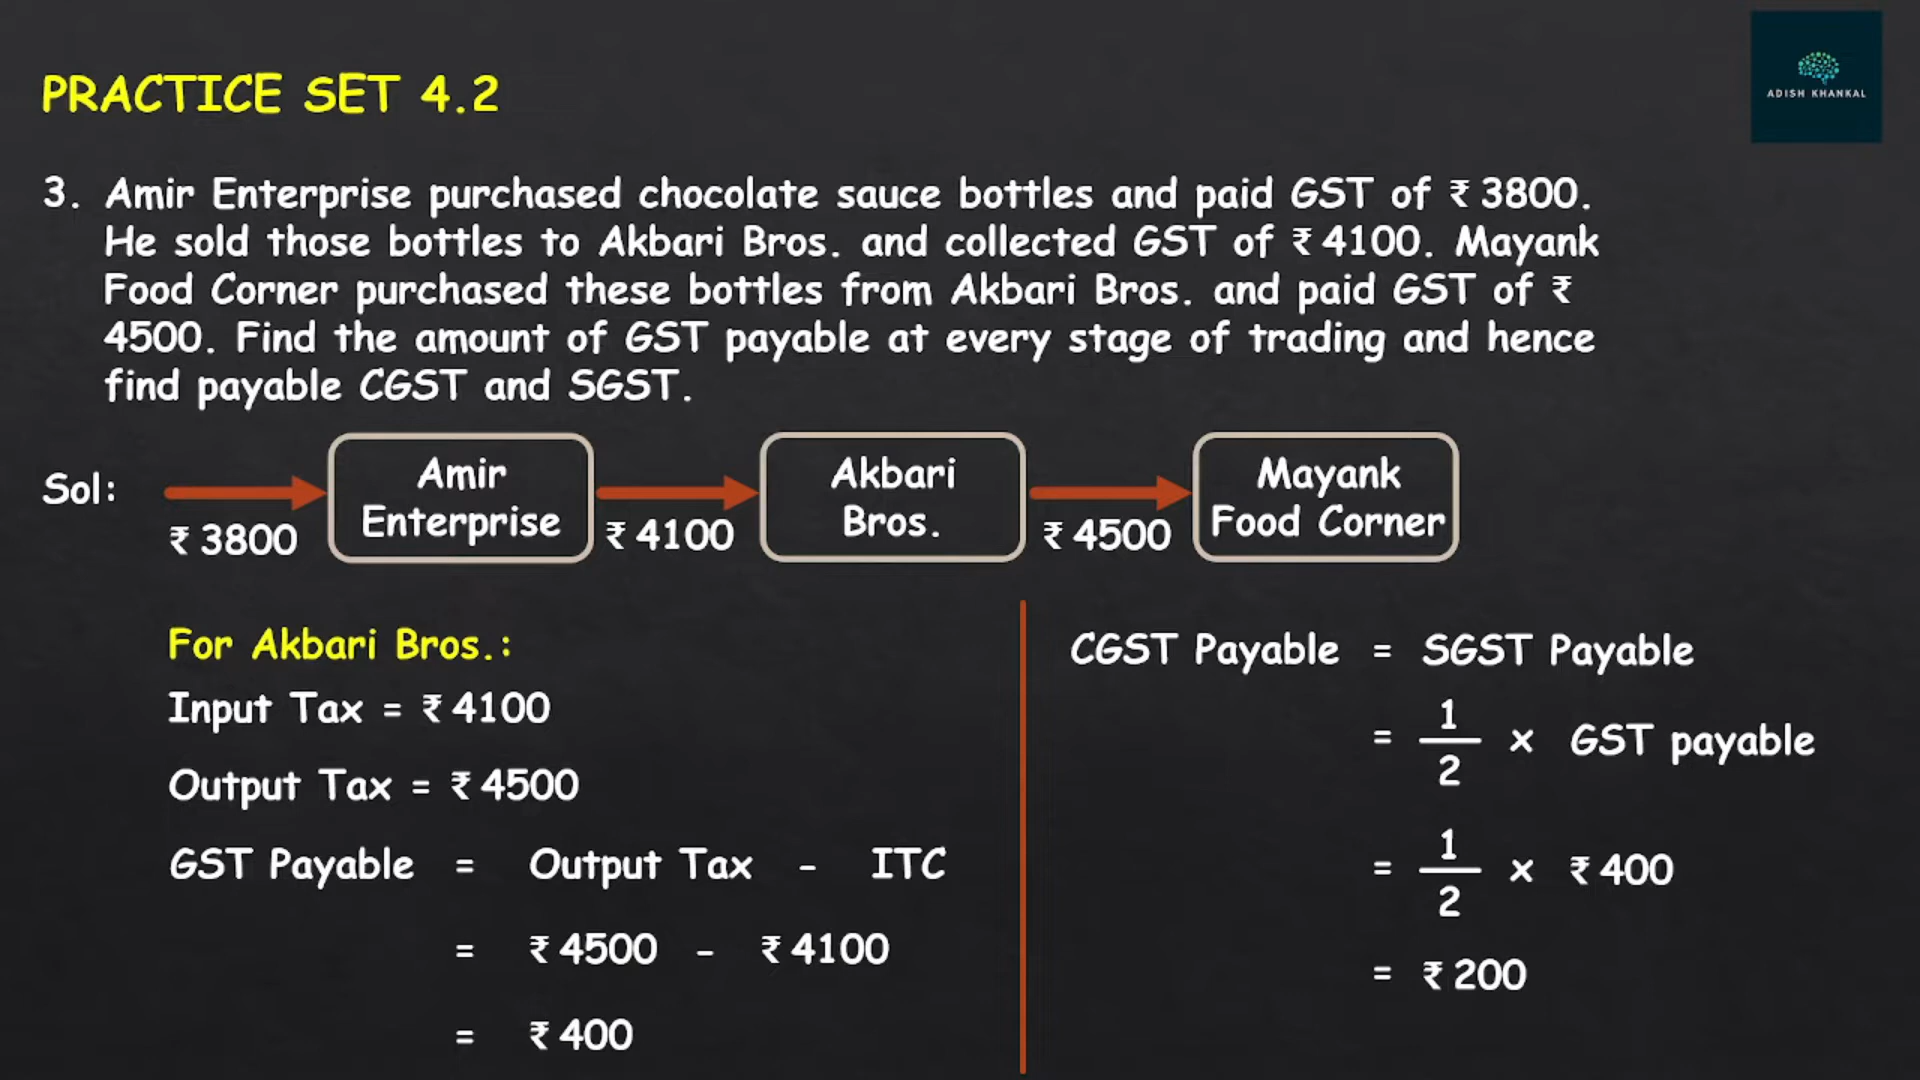 ADISH KHANKAL
PRACTICE SET 4.2
3. Amir Enterprise purchased chocolate sauce bottles and paid GST of ₹ 3800.
He sold those bottles to Akbari Bros. and collected GST of ₹ 4100. Mayank
Food Corner purchased these bottles from Akbari Bros. and paid GST of ₹
4500. Find the amount of GST payable at every stage of trading and hence
find payable CGST and SGST.
Sol:
₹ 3800
Amir
Enterprise
₹ 4100
Akbari
Bros.
₹ 4500
Mayank
Food Corner
For Akbari Bros.:
Input Tax = ₹ 4100
Output Tax = ₹ 4500
GST Payable = Output Tax - ITC
= ₹ 4500 - ₹ 4100
= ₹ 400
CGST Payable = SGST Payable
= 1/2 × GST payable
= 1/2 × ₹ 400
= ₹ 200